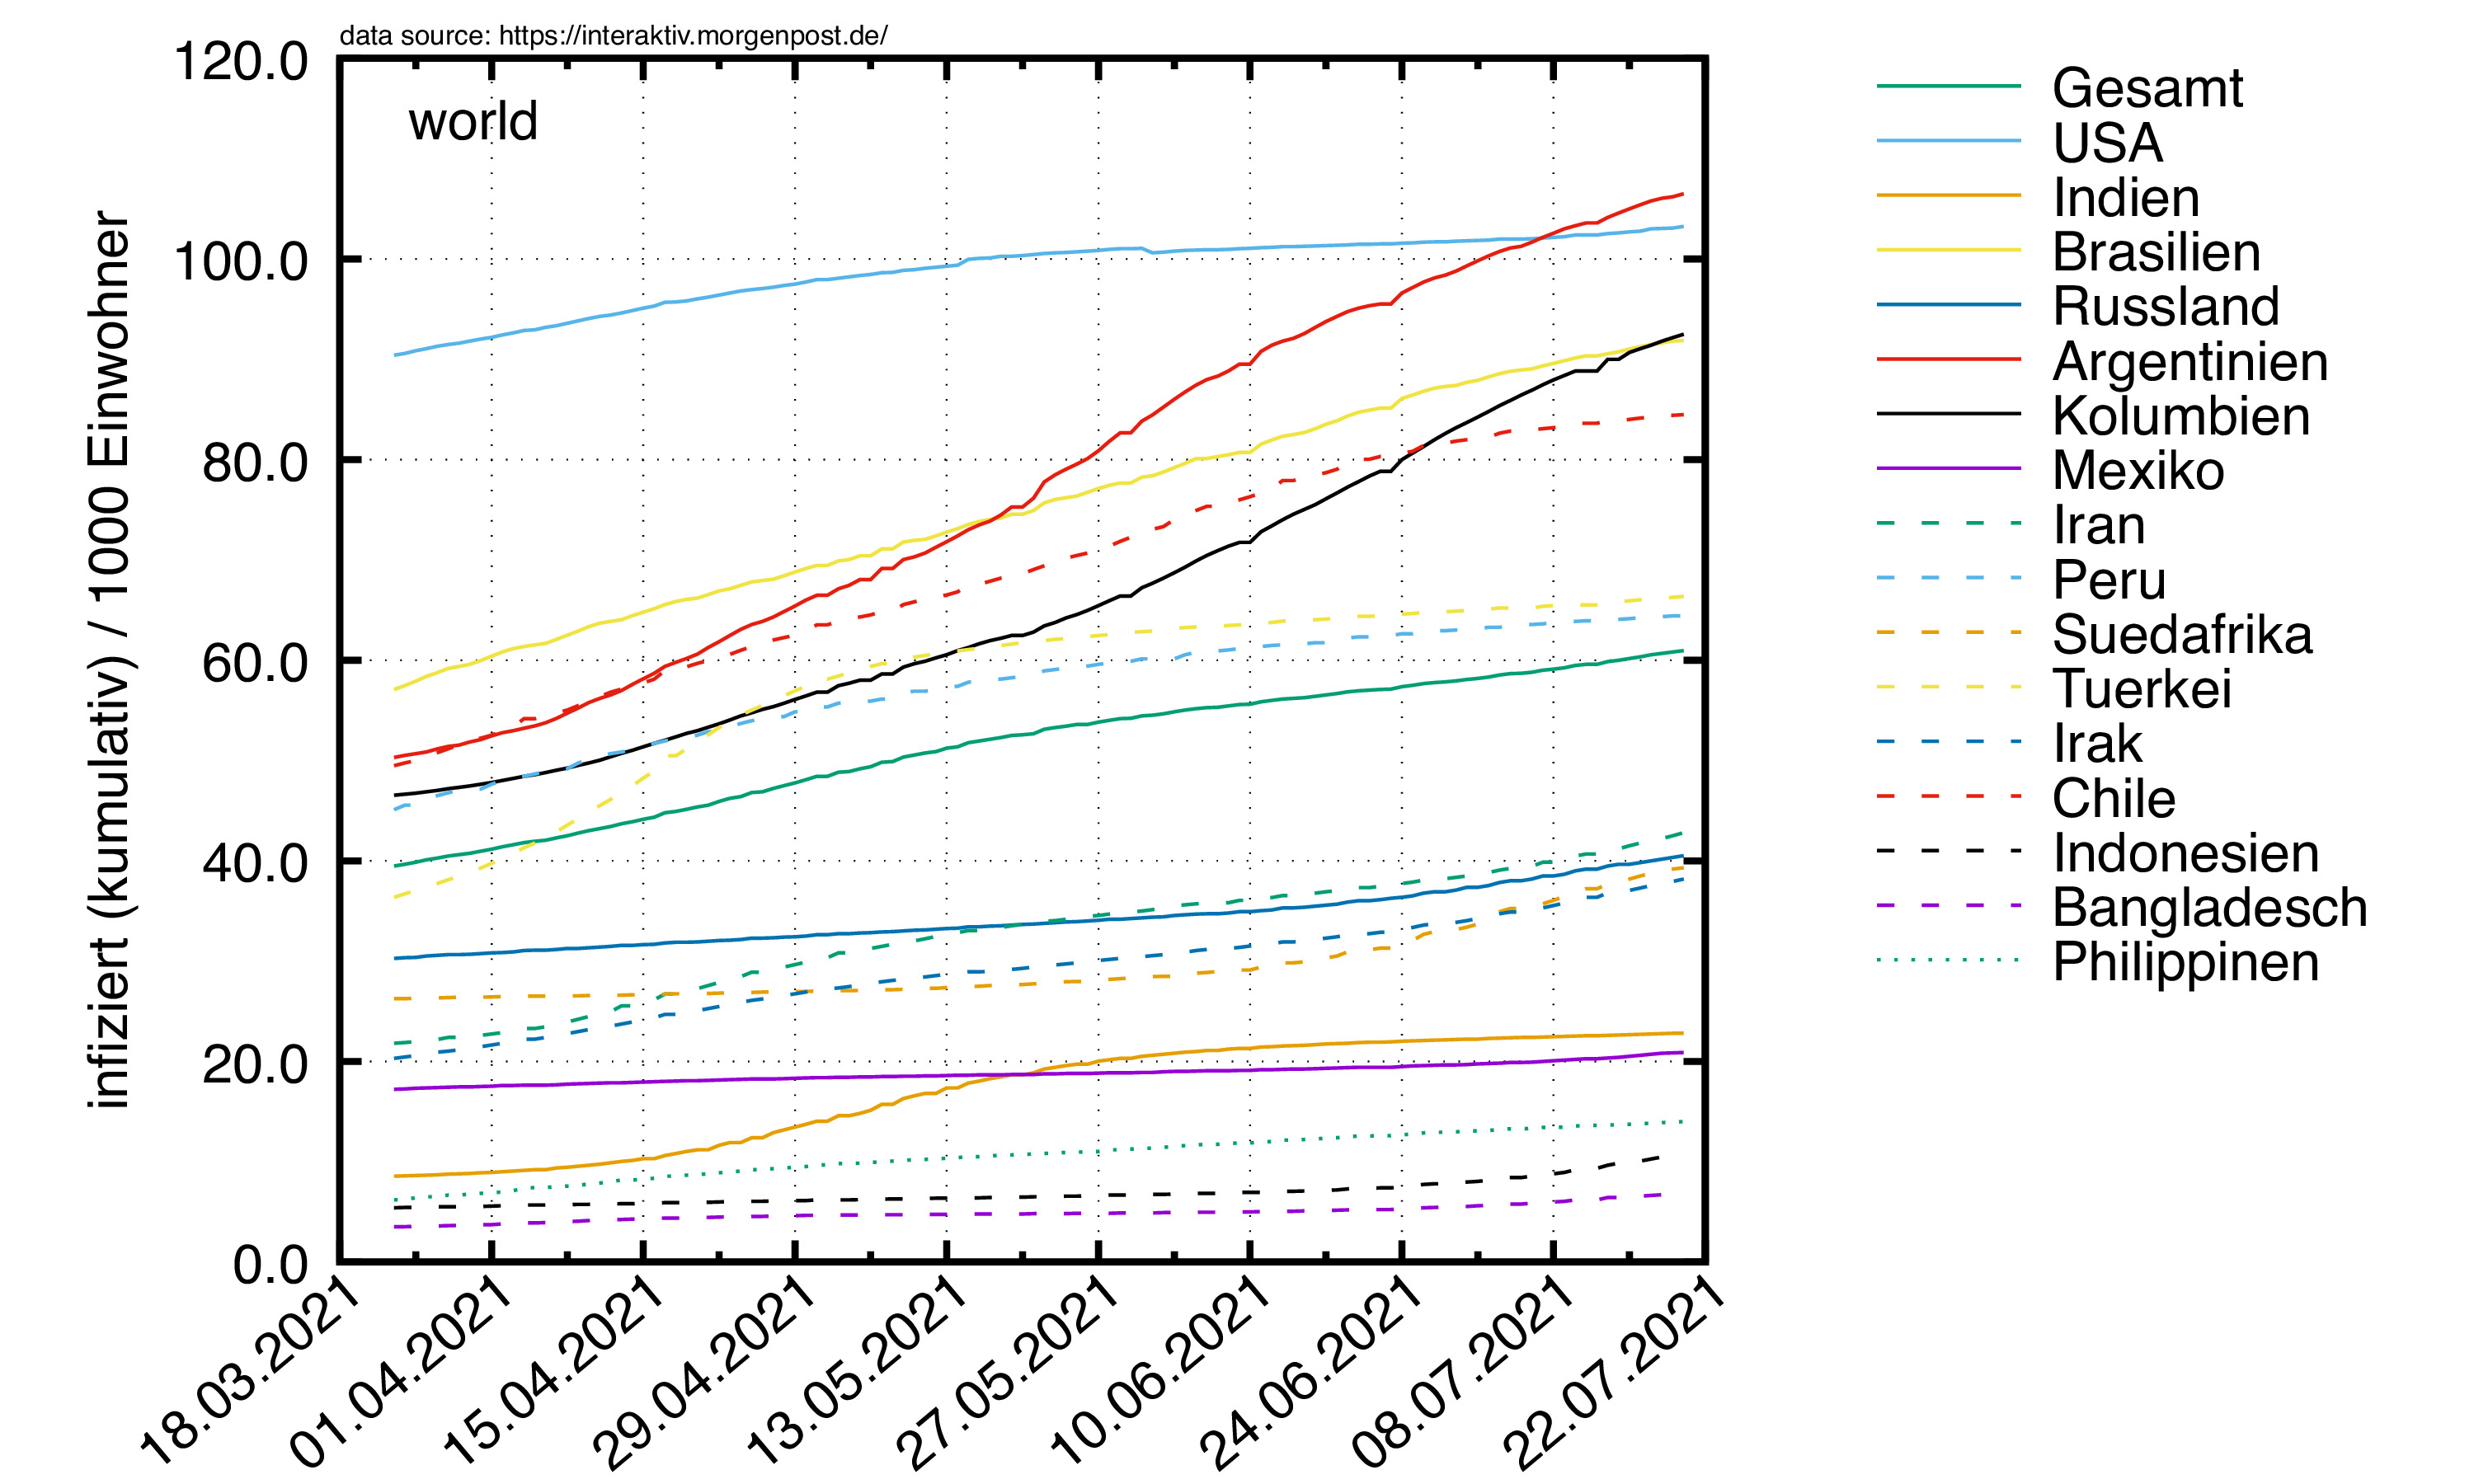 data source: https://interaktiv.morgenpost.de/
world
infiziert (kumulativ) / 1000 Einwohner
120.0
100.0
80.0
60.0
40.0
20.0
0.0
18.03.2021
01.04.2021
15.04.2021
29.04.2021
13.05.2021
27.05.2021
10.06.2021
24.06.2021
08.07.2021
22.07.2021
Gesamt
USA
Indien
Brasilien
Russland
Argentinien
Kolumbien
Mexiko
Iran
Peru
Suedafrika
Tuerkei
Irak
Chile
Indonesien
Bangladesch
Philippinen